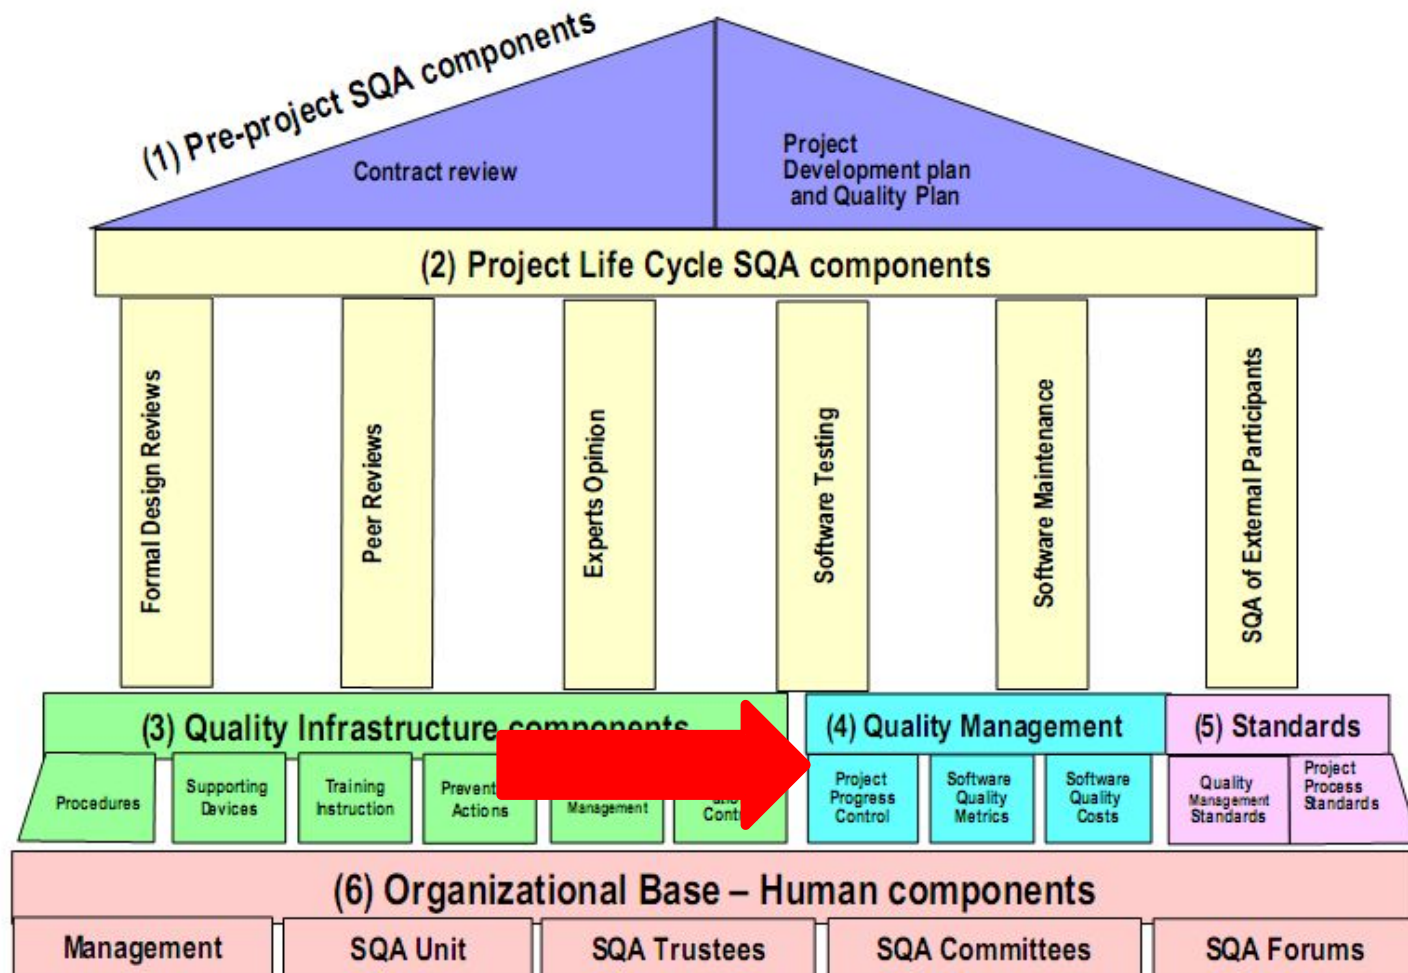 (1) Pre-project SQA components
Contract review
Project
Development plan
and Quality Plan
(2) Project Life Cycle SQA components
Formal Design Reviews
Peer Reviews
Experts Opinion
Software Testing
Software Maintenance
SQA of External Participants
(3) Quality Infrastructure components
(4) Quality Management
(5) Standards
Procedures
Supporting
Devices
Training
Instruction
Actions
Management
Project
Progress
Control
Software
Quality
Metrics
Software
Quality
Costs
Quality
Management
Standards
Project
Process
Standards
(6) Organizational Base – Human components
Management
SQA Unit
SQA Trustees
SQA Committees
SQA Forums